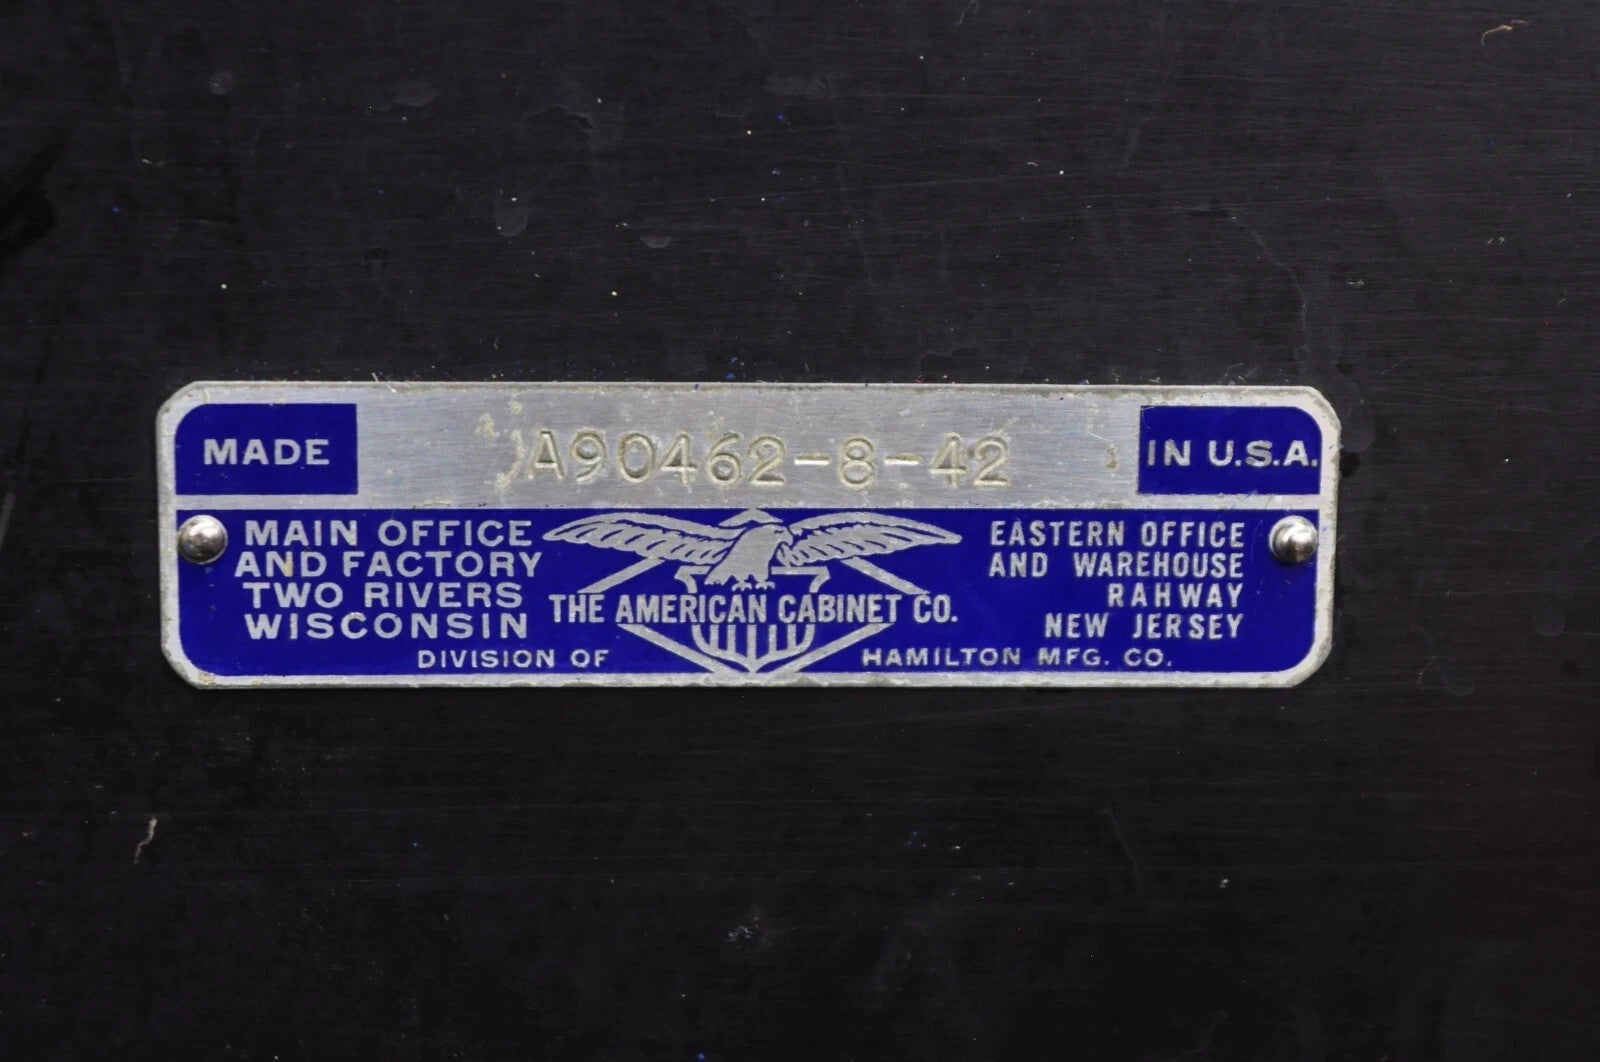 MADE A90462-8-42 IN U.S.A.
MAIN OFFICE
AND FACTORY
TWO RIVERS
WISCONSIN
THE AMERICAN CABINET CO.
EASTERN OFFICE
AND WAREHOUSE
RAHWAY
NEW JERSEY
DIVISION OF HAMILTON MFG. CO.